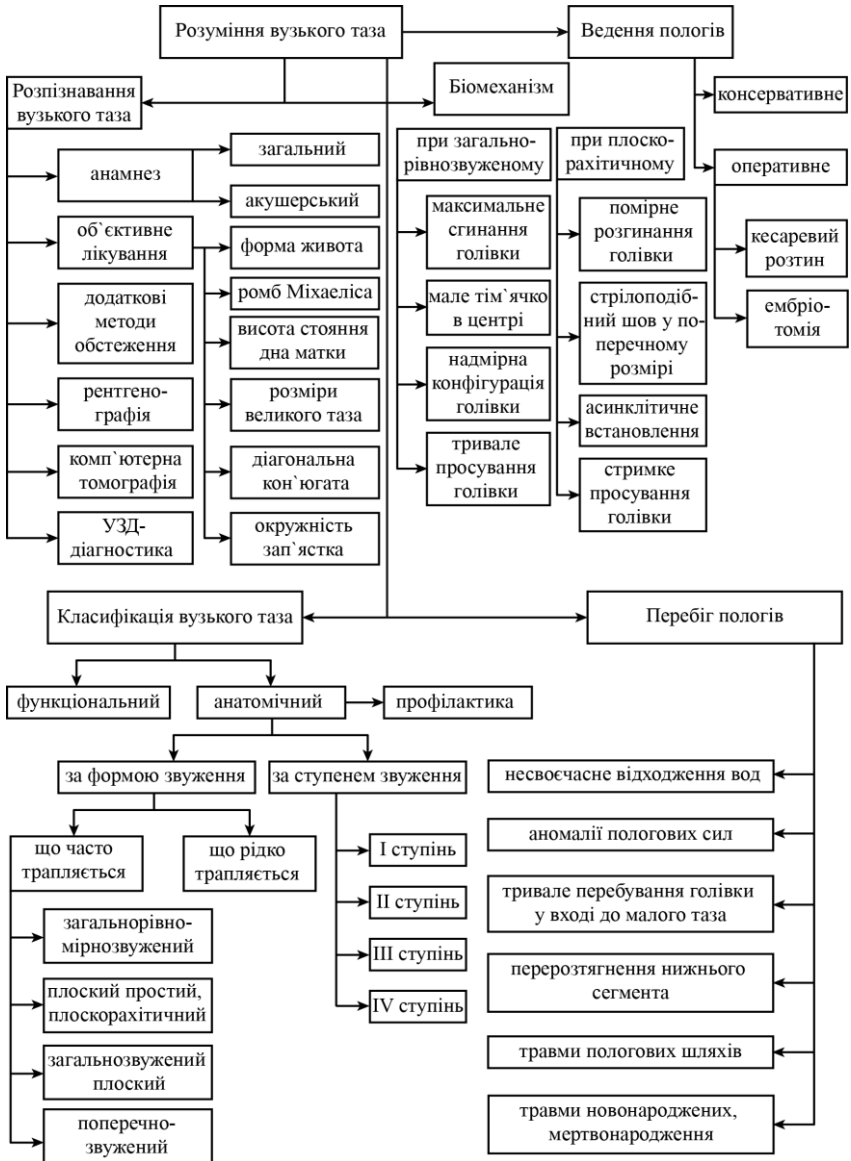 Розуміння вузького таза
Ведення пологів
Розпізнавання
вузького таза
Біомеханізм
консервативне
анамнез
загальний
акушерський
при загально-
рівнозвуженому
при плоско-
рахітичному
оперативне
об`єктивне
лікування
форма живота
максимальне
сгинання
голівки
помірне
розгинання
голівки
кесаревий
розтин
ромб Міхаеліса
додаткові
методи
обстеження
висота стояння
дна матки
мале тім`ячко
в центрі
стрілоподіб-
ний шов у по-
перечному
розмірі
ембріо-
томія
рентгено-
графія
розміри
великого таза
надмірна
конфігурація
голівки
асинклітичне
встановлення
комп`ютерна
томографія
діагональна
кон`югата
тривале
просування
голівки
стримке
просування
голівки
УЗД-
діагностика
окружність
зап`ястка
Класифікація вузького таза
Перебіг пологів
функціональний
анатомічний
профілактика
за формою звуження
за ступенем звуження
несвоєчасне відходження вод
що часто
трапляється
що рідко
трапляється
I ступінь
аномалії пологових сил
II ступінь
тривале перебування голівки
у вході до малого таза
загальнорівно-
мірнозвужений
III ступінь
перерозтягнення нижнього
сегмента
плоский простий,
плоскорахітичний
IV ступінь
загальнозвужений
плоский
травми пологових шляхів
поперечно-
звужений
травми новонароджених,
мертвонародження